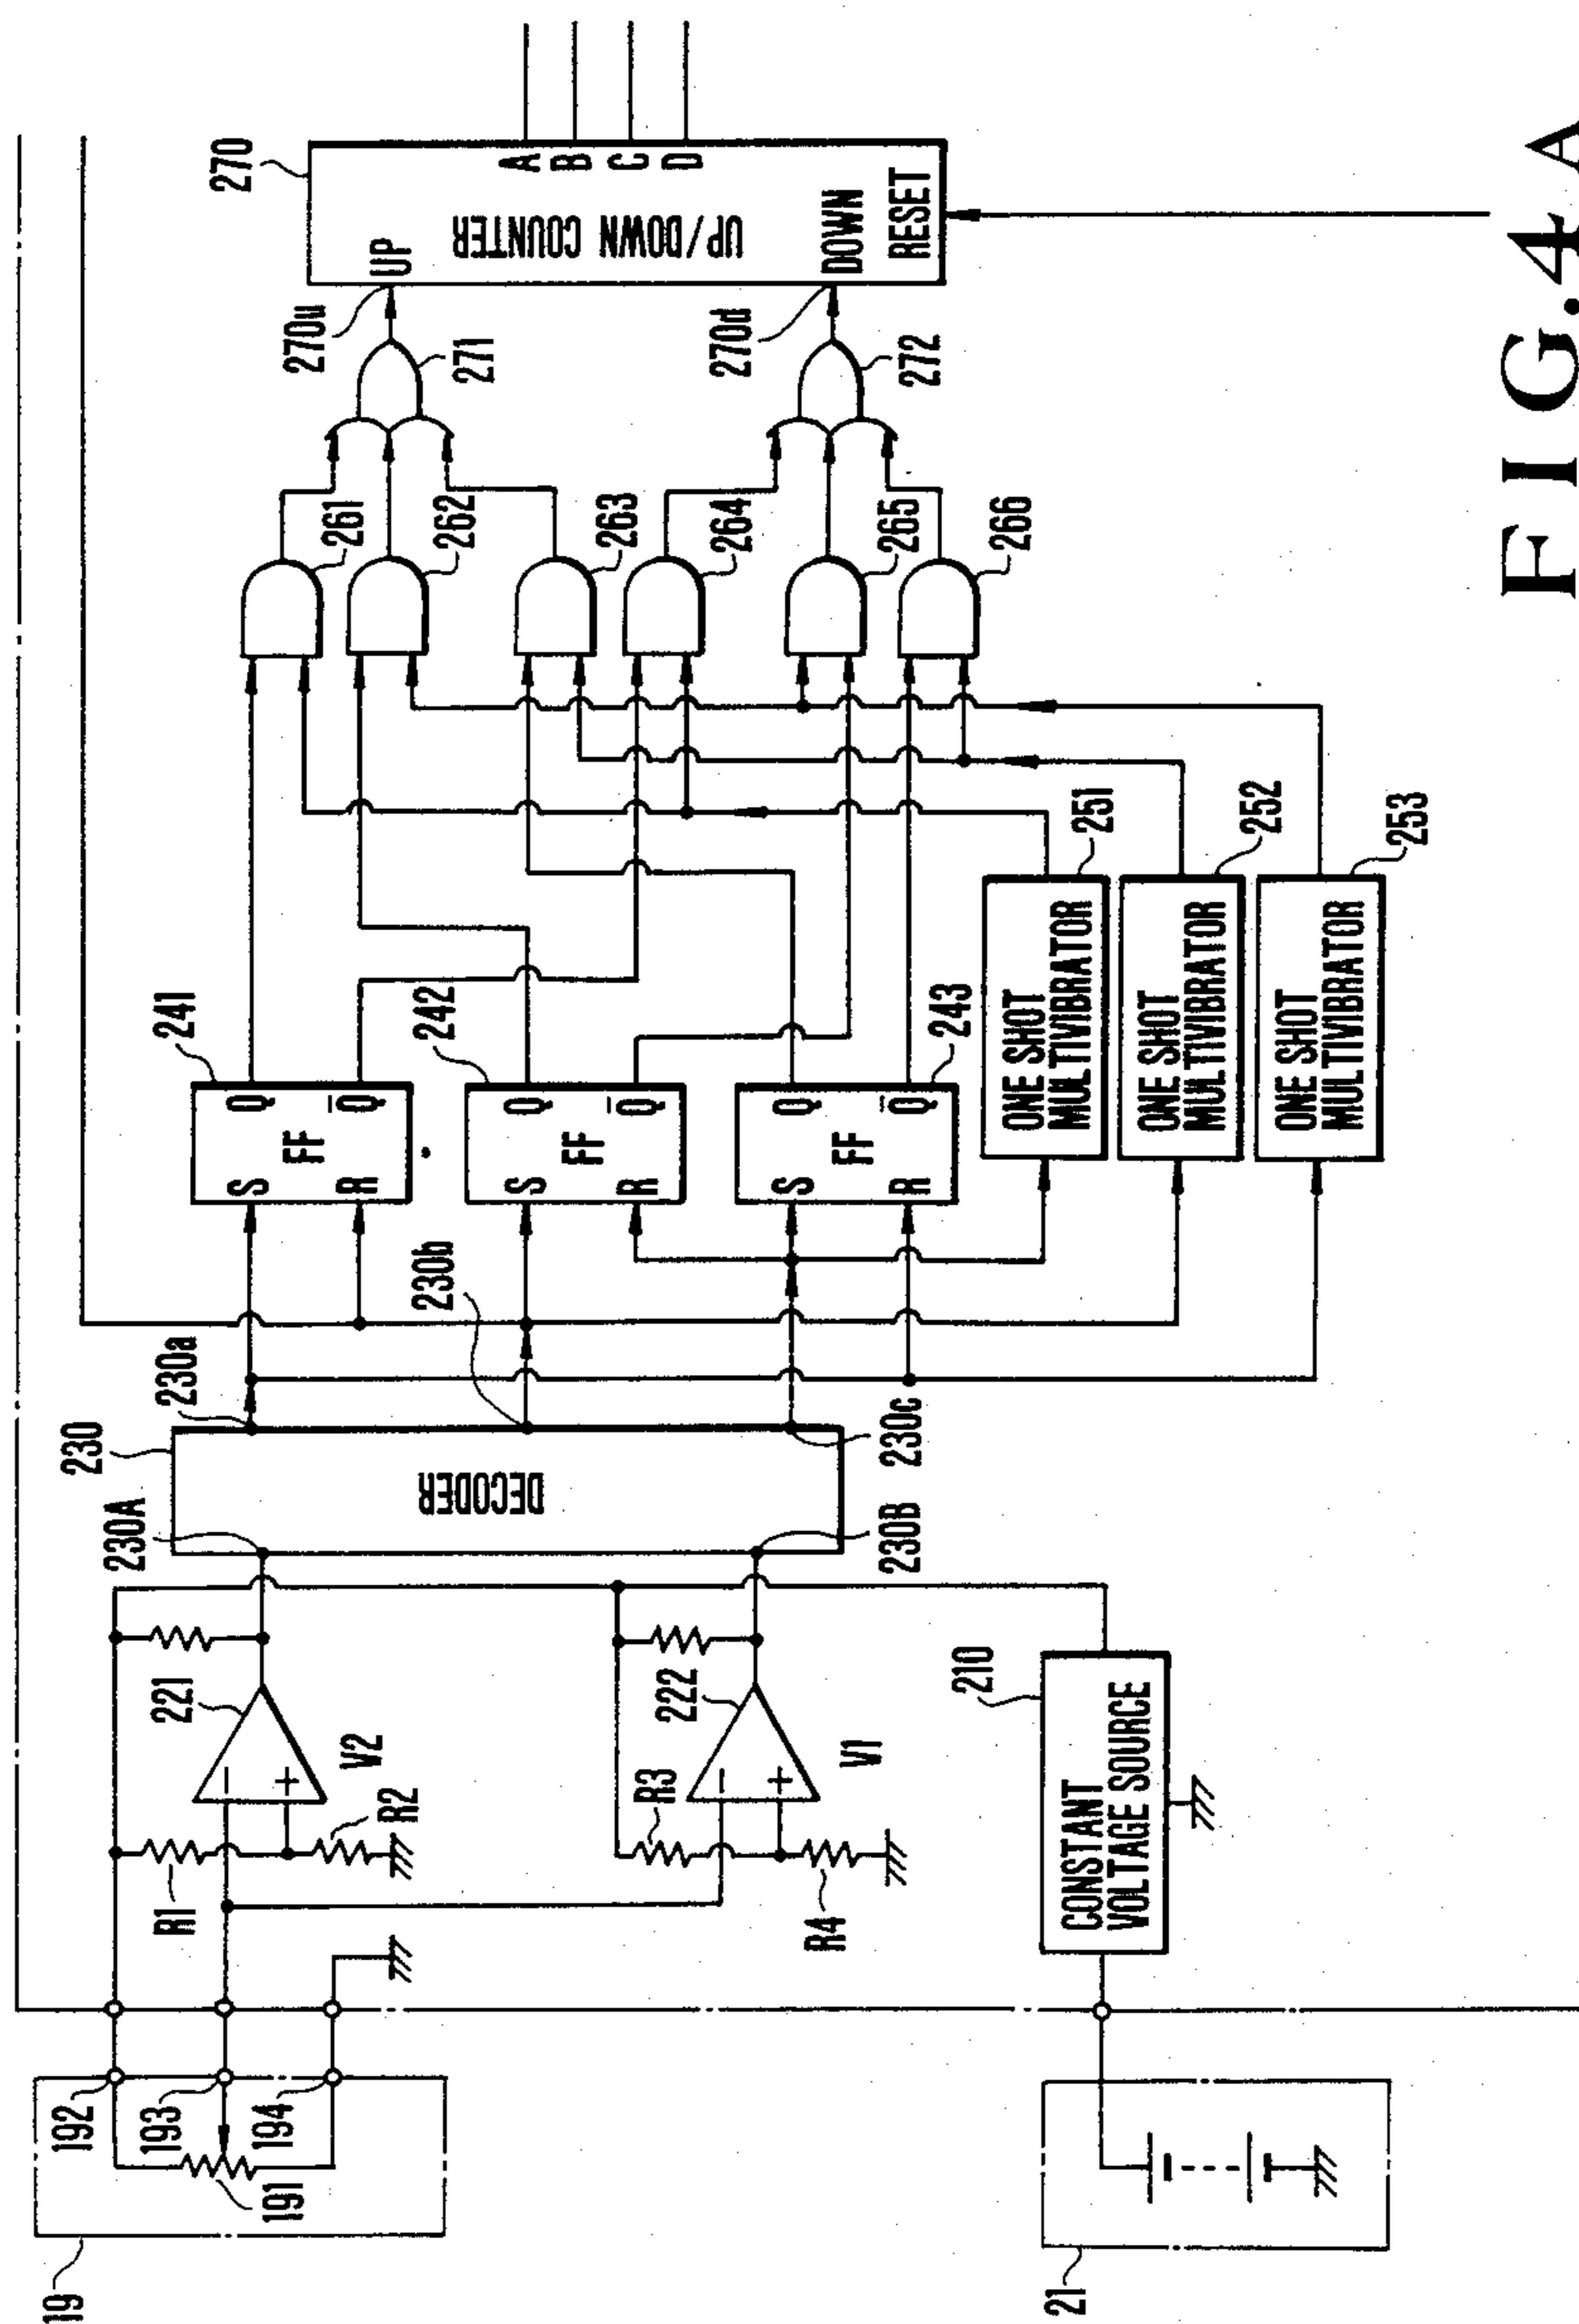 19
192
193
194
191
21
R1
R2
221
V2
R3
R4
222
V1
210
CONSTANT
VOLTAGE SOURCE
230A
230B
230
DECODER
230a
230b
230c
241
S
R
FF
Q
Q̅
242
S
R
FF
Q
Q̅
243
S
R
FF
Q
Q̅
251
ONE SHOT
MULTIVIBRATOR
252
ONE SHOT
MULTIVIBRATOR
253
ONE SHOT
MULTIVIBRATOR
261
262
263
264
265
266
271
272
270u
270d
270
UP
UP/DOWN COUNTER
DOWN
RESET
A
B
C
D
FIG.4A